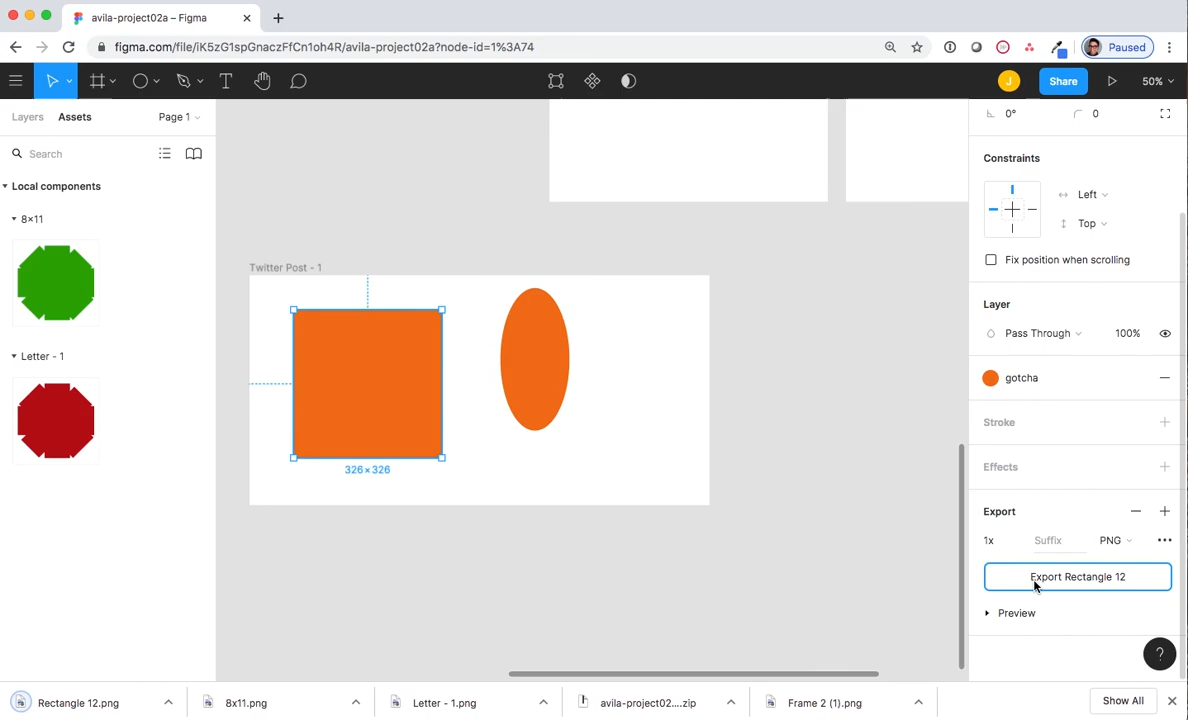 avila-project02a – Figma
figma.com/file/iK5zG1spGnaczFfCn1oh4R/avila-project02a?node-id=1%3A74
Paused
J
Share
50%
Layers
Assets
Page 1
Search
Local components
8x11
Letter - 1
Twitter Post - 1
326×326
0°
0
Constraints
Left
Top
Fix position when scrolling
Layer
Pass Through
100%
gotcha
Stroke
Effects
Export
1x
Suffix
PNG
Export Rectangle 12
Preview
?
Rectangle 12.png
8x11.png
Letter - 1.png
avila-project02....zip
Frame 2 (1).png
Show All